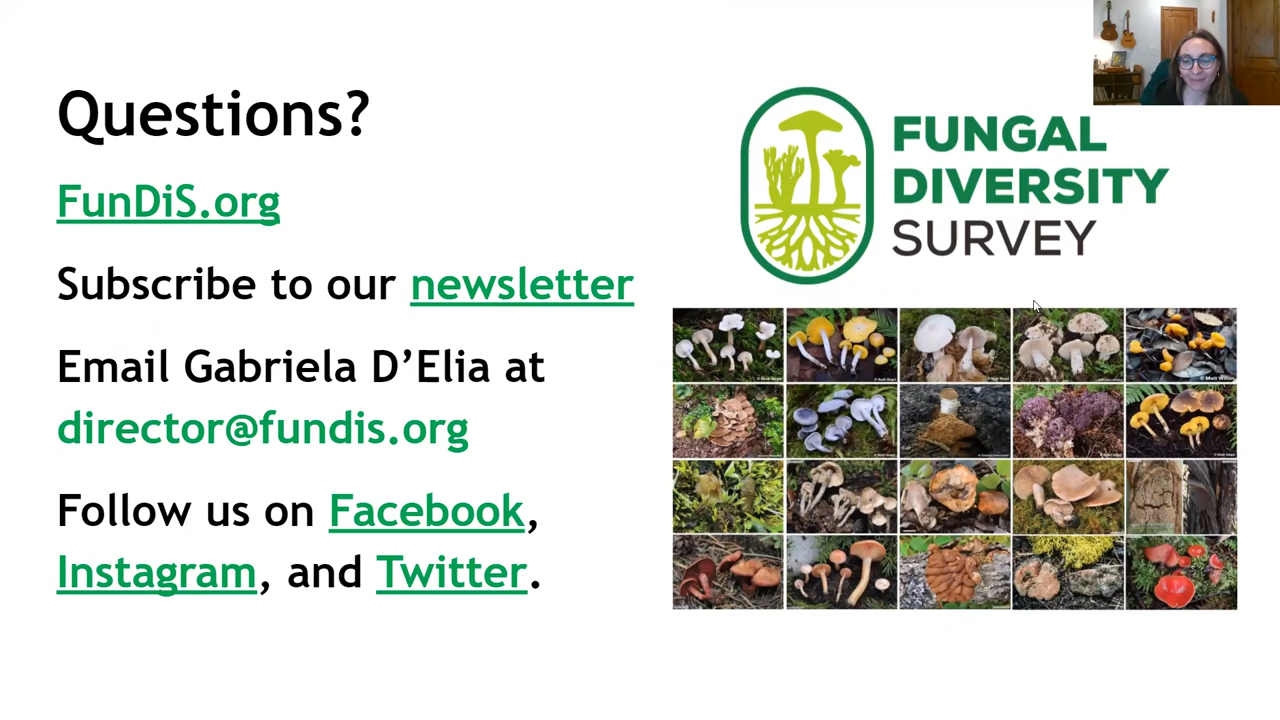 Questions?
FunDiS.org
Subscribe to our newsletter
Email Gabriela D’Elia at
director@fundis.org
Follow us on Facebook,
Instagram, and Twitter.
FUNGAL
DIVERSITY
SURVEY